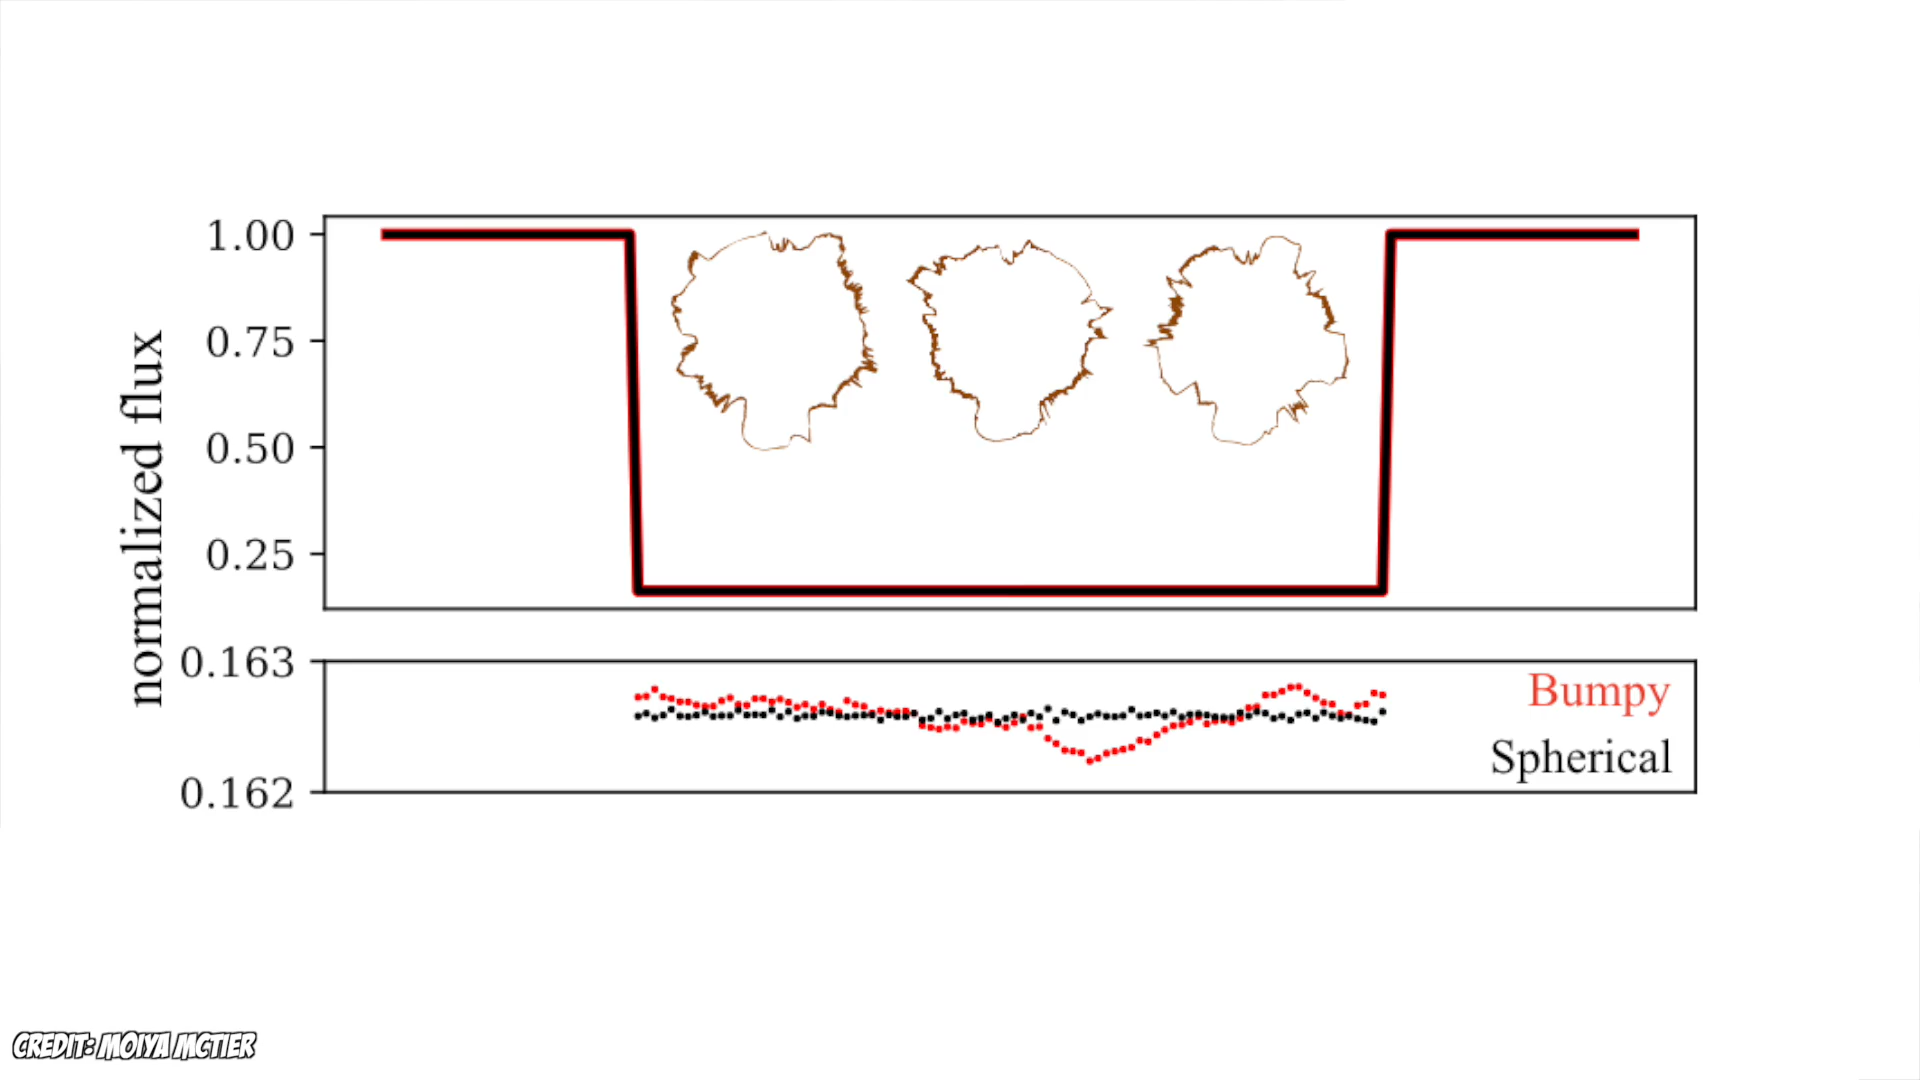 normalized flux
1.00
0.75
0.50
0.25
0.163
0.162
Bumpy
Spherical
CREDIT: MOIYA MCTIER